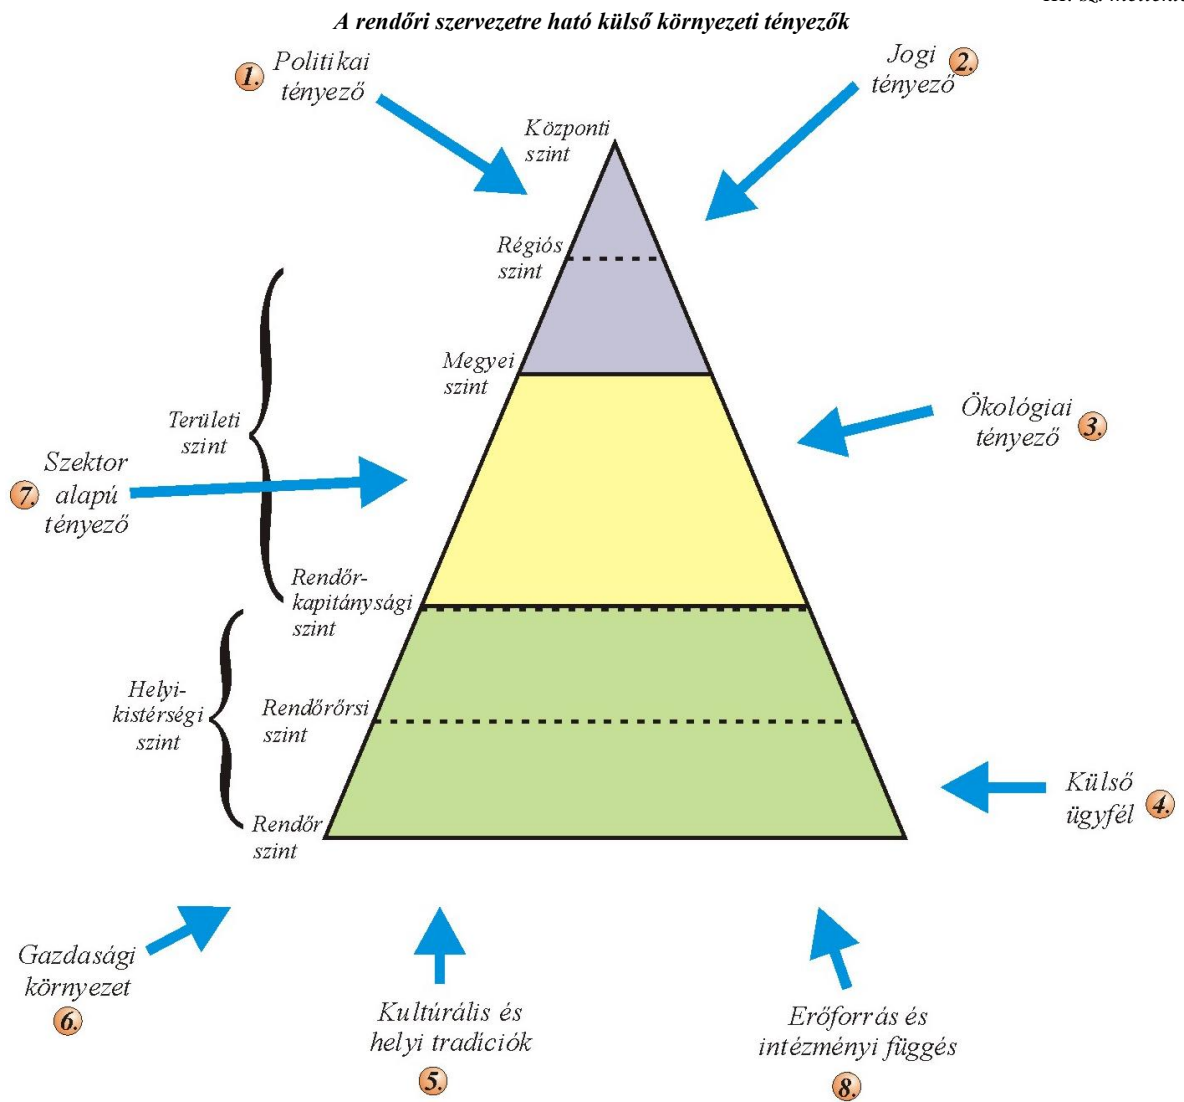 A rendőri szervezetre ható külső környezeti tényezők
1. Politikai
tényező
Jogi 2.
tényező
Központi
szint
Régiós
szint
Megyei
szint
Területi
szint
Ökológiai
tényező 3.
Szektor
7. alapú
tényező
Rendőr-
kapitánysági
szint
Helyi-
kistérségi
szint
Rendőrőrsi
szint
Külső
ügyfél 4.
Rendőr
szint
Gazdasági
környezet
6.
Kultúrális és
helyi tradíciók
5.
Erőforrás és
intézményi függés
8.